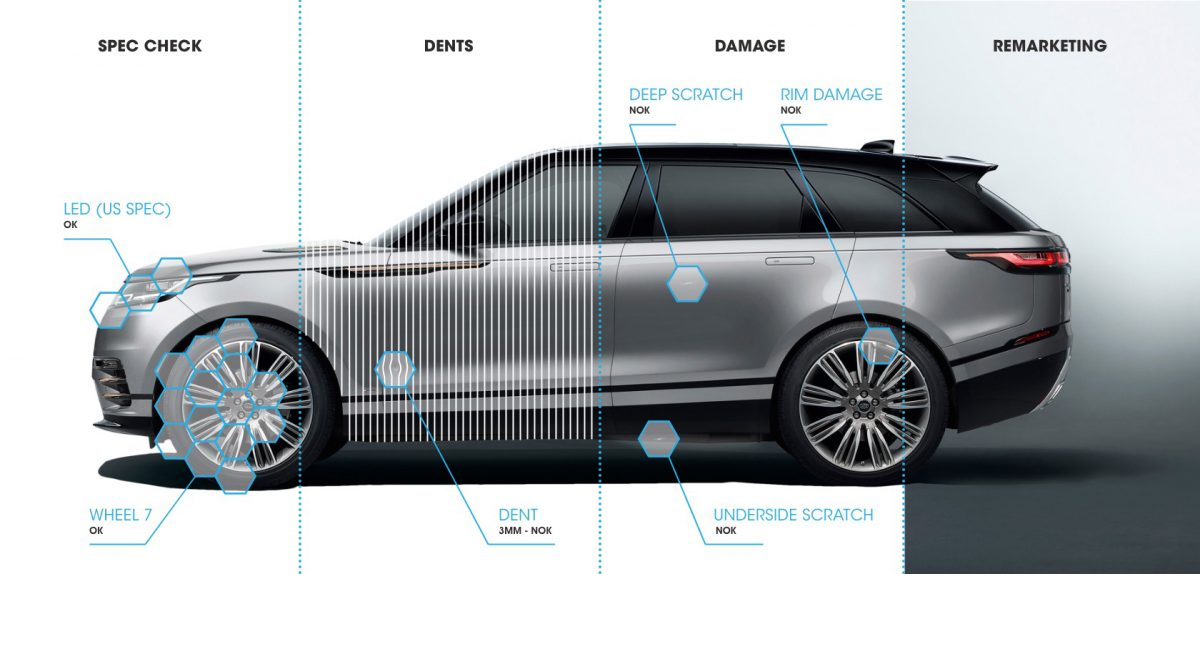 SPEC CHECK
DENTS
DAMAGE
REMARKETING
DEEP SCRATCH
NOK
RIM DAMAGE
NOK
LED (US SPEC)
OK
WHEEL 7
OK
DENT
3MM - NOK
UNDERSIDE SCRATCH
NOK